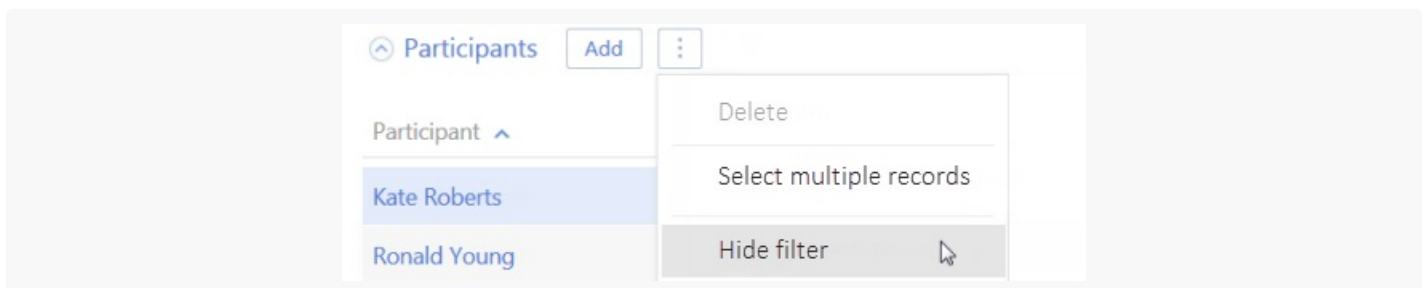 Participants Add
Delete
Participant
Select multiple records
Kate Roberts
Hide filter
Ronald Young